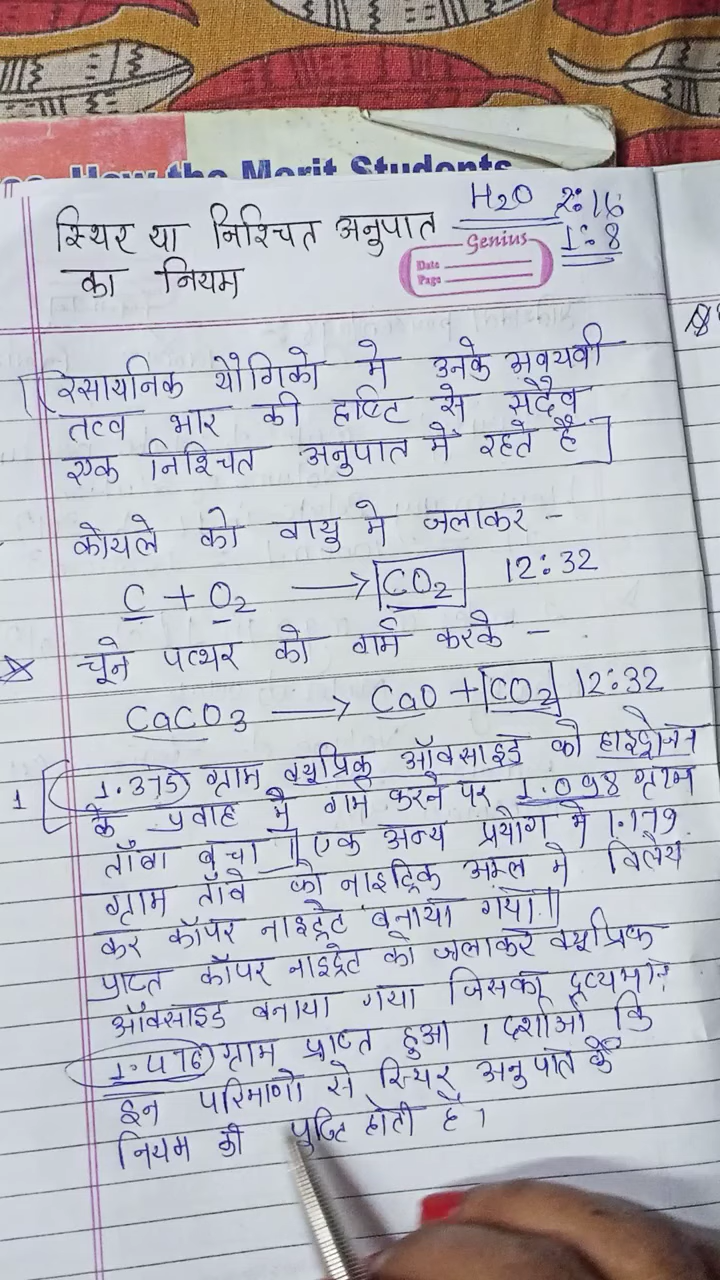 How the Merit Students
H2O 2:16
स्थिर या निश्चित अनुपात
Genius
1:8
का नियम
Date
Page
रसायनिक यौगिको मे उनके अवयवी
तत्व भार की दृष्टि से सदैव
एक निश्चित अनुपात में रहते है
कोयले को वायु मे जलाकर -
C + O2 → CO2 12:32
चूने पत्थर को गर्म करके -
CaCO3 → CaO + CO2 12:32
1 [1.375 ग्राम क्यूप्रिक ऑक्साइड को हाइड्रोजन
के प्रवाह में गर्म करने पर 1.098 ग्राम
ताँबा बचा। एक अन्य प्रयोग में 1.179
ग्राम ताँबे को नाइट्रिक अम्ल मे विलेय
कर कॉपर नाइट्रेट बनाया गया।
प्राप्त कॉपर नाइट्रेट को जलाकर क्यूप्रिक
ऑक्साइड बनाया गया जिसका द्रव्यमान
1.476 ग्राम प्राप्त हुआ। दर्शाओ कि
इन परिमाणो से स्थिर अनुपात के
नियम की पुष्टि होती है।